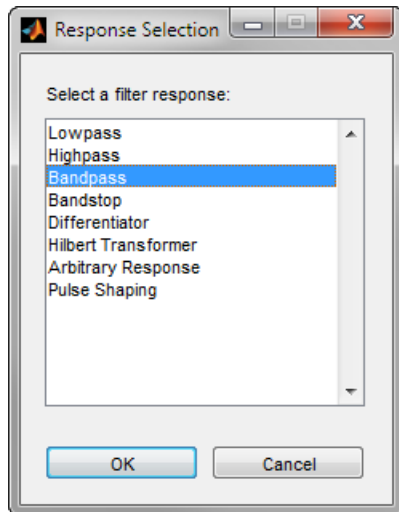 Response Selection
Select a filter response:
Lowpass
Highpass
Bandpass
Bandstop
Differentiator
Hilbert Transformer
Arbitrary Response
Pulse Shaping
OK
Cancel